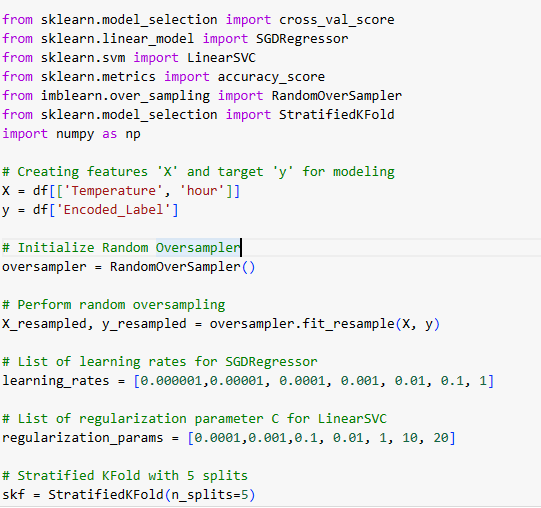 from sklearn.model_selection import cross_val_score
from sklearn.linear_model import SGDRegressor
from sklearn.svm import LinearSVC
from sklearn.metrics import accuracy_score
from imblearn.over_sampling import RandomOverSampler
from sklearn.model_selection import StratifiedKFold
import numpy as np

# Creating features 'X' and target 'y' for modeling
X = df[['Temperature', 'hour']]
y = df['Encoded_Label']

# Initialize Random Oversampler
oversampler = RandomOverSampler()

# Perform random oversampling
X_resampled, y_resampled = oversampler.fit_resample(X, y)

# List of learning rates for SGDRegressor
learning_rates = [0.000001,0.00001, 0.0001, 0.001, 0.01, 0.1, 1]

# List of regularization parameter C for LinearSVC
regularization_params = [0.0001,0.001,0.1, 0.01, 1, 10, 20]

# Stratified KFold with 5 splits
skf = StratifiedKFold(n_splits=5)